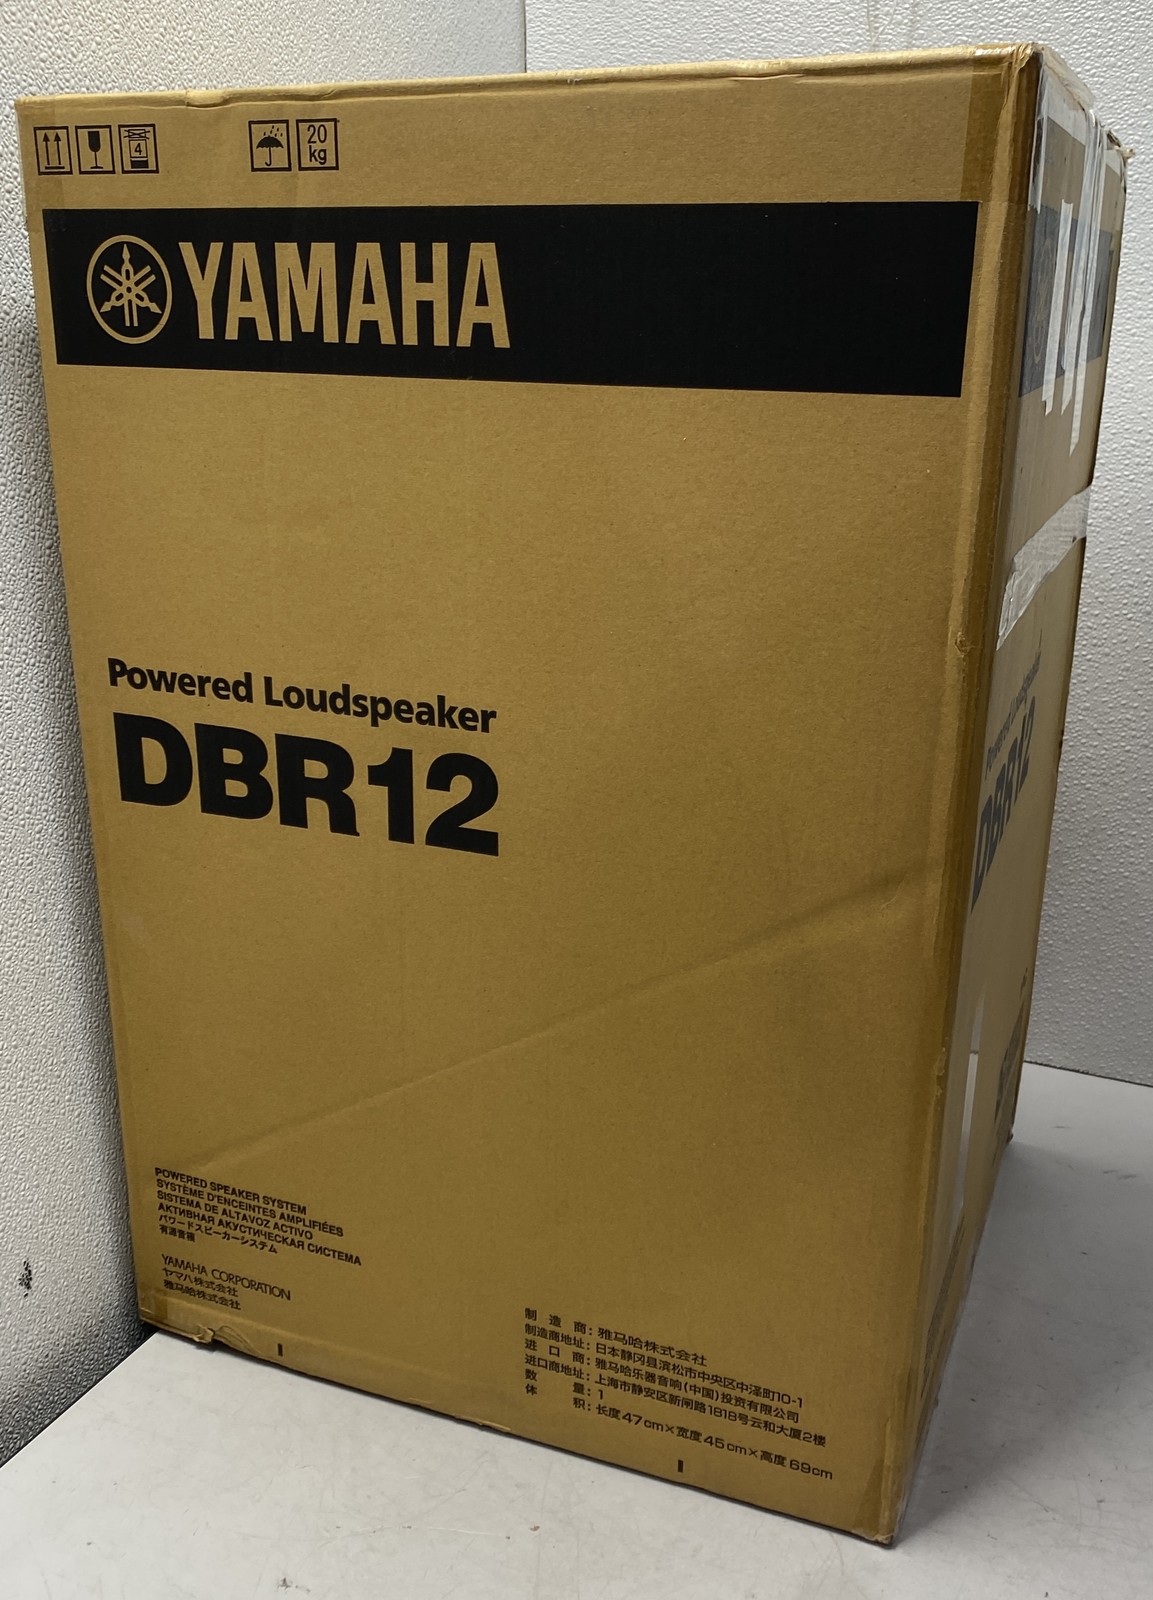 4
20
kg
YAMAHA
Powered Loudspeaker
DBR12
POWERED SPEAKER SYSTEM
SYSTÈME D'ENCEINTES AMPLIFIÉES
SISTEMA DE ALTAVOZ ACTIVO
АКТИВНАЯ АКУСТИЧЕСКАЯ СИСТЕМА
パワードスピーカーシステム
有源音箱
YAMAHA CORPORATION
ヤマハ株式会社
雅马哈株式会社
制造商: 雅马哈株式会社
制造商地址: 日本静冈县滨松市中央区中泽町10-1
进口商: 雅马哈乐器音响(中国)投资有限公司
进口商地址: 上海市静安区新闸路1818号云和大厦2楼
数量: 1
体积: 长度47cm×宽度45cm×高度69cm
Powered Loudspeaker
DBR12